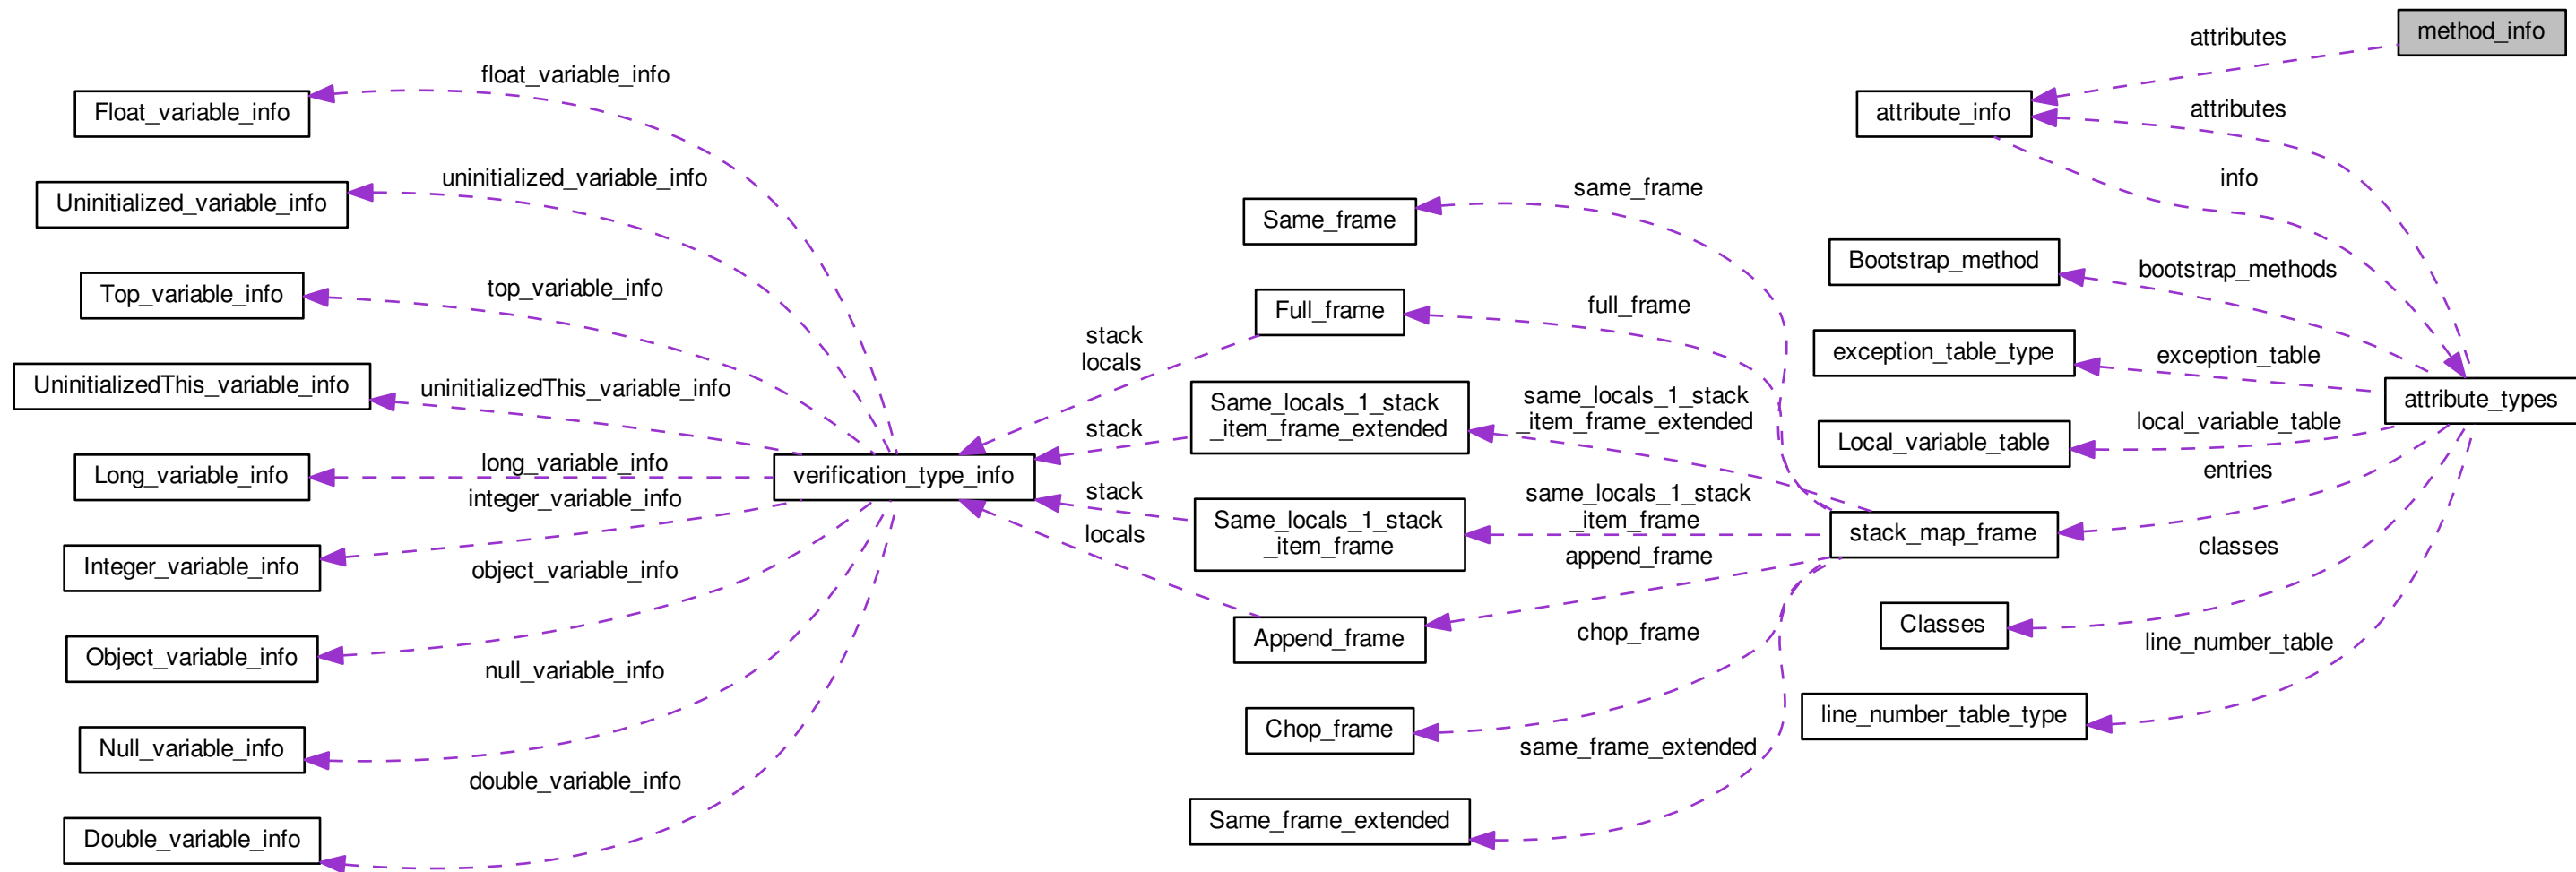 method_info
attributes
attribute_info
attributes
info
Bootstrap_method
bootstrap_methods
exception_table_type
exception_table
attribute_types
Local_variable_table
local_variable_table
entries
stack_map_frame
classes
Classes
line_number_table
line_number_table_type
same_frame
Same_frame
full_frame
Full_frame
same_locals_1_stack
_item_frame_extended
Same_locals_1_stack
_item_frame_extended
same_locals_1_stack
_item_frame
Same_locals_1_stack
_item_frame
append_frame
Append_frame
chop_frame
Chop_frame
same_frame_extended
Same_frame_extended
stack
locals
stack
stack
locals
verification_type_info
float_variable_info
Float_variable_info
uninitialized_variable_info
Uninitialized_variable_info
top_variable_info
Top_variable_info
uninitializedThis_variable_info
UninitializedThis_variable_info
long_variable_info
Long_variable_info
integer_variable_info
Integer_variable_info
object_variable_info
Object_variable_info
null_variable_info
Null_variable_info
double_variable_info
Double_variable_info